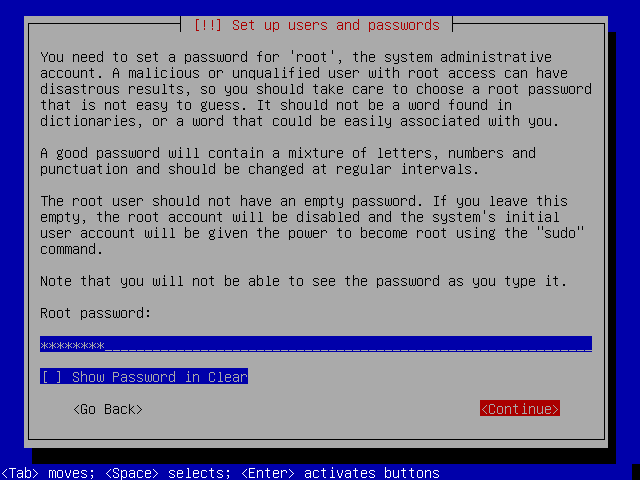 [!!] Set up users and passwords
You need to set a password for 'root', the system administrative
account. A malicious or unqualified user with root access can have
disastrous results, so you should take care to choose a root password
that is not easy to guess. It should not be a word found in
dictionaries, or a word that could be easily associated with you.
A good password will contain a mixture of letters, numbers and
punctuation and should be changed at regular intervals.
The root user should not have an empty password. If you leave this
empty, the root account will be disabled and the system's initial
user account will be given the power to become root using the "sudo"
command.
Note that you will not be able to see the password as you type it.
Root password:
********_____________________________________________________________
[ ] Show Password in Clear
<Go Back> <Continue>
<Tab> moves; <Space> selects; <Enter> activates buttons